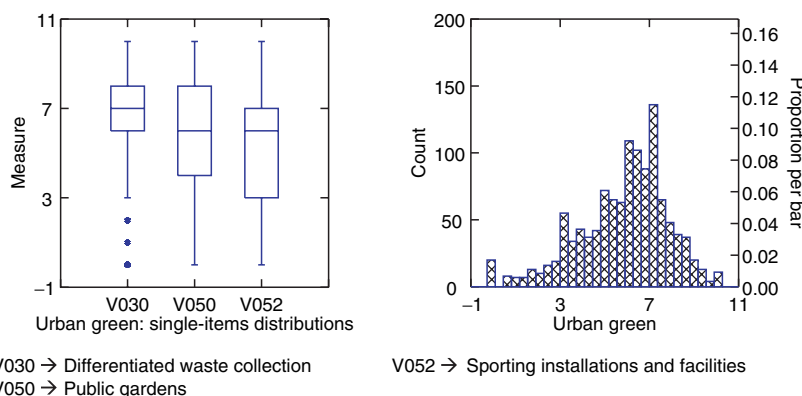 11
7
3
−1
Measure
V030 V050 V052
Urban green: single-items distributions
200
150
100
50
0
Count
0.16
0.14
0.12
0.10
0.08
0.06
0.04
0.02
0.00
Proportion per bar
−1 3 7 11
Urban green
V030 → Differentiated waste collection
V050 → Public gardens
V052 → Sporting installations and facilities